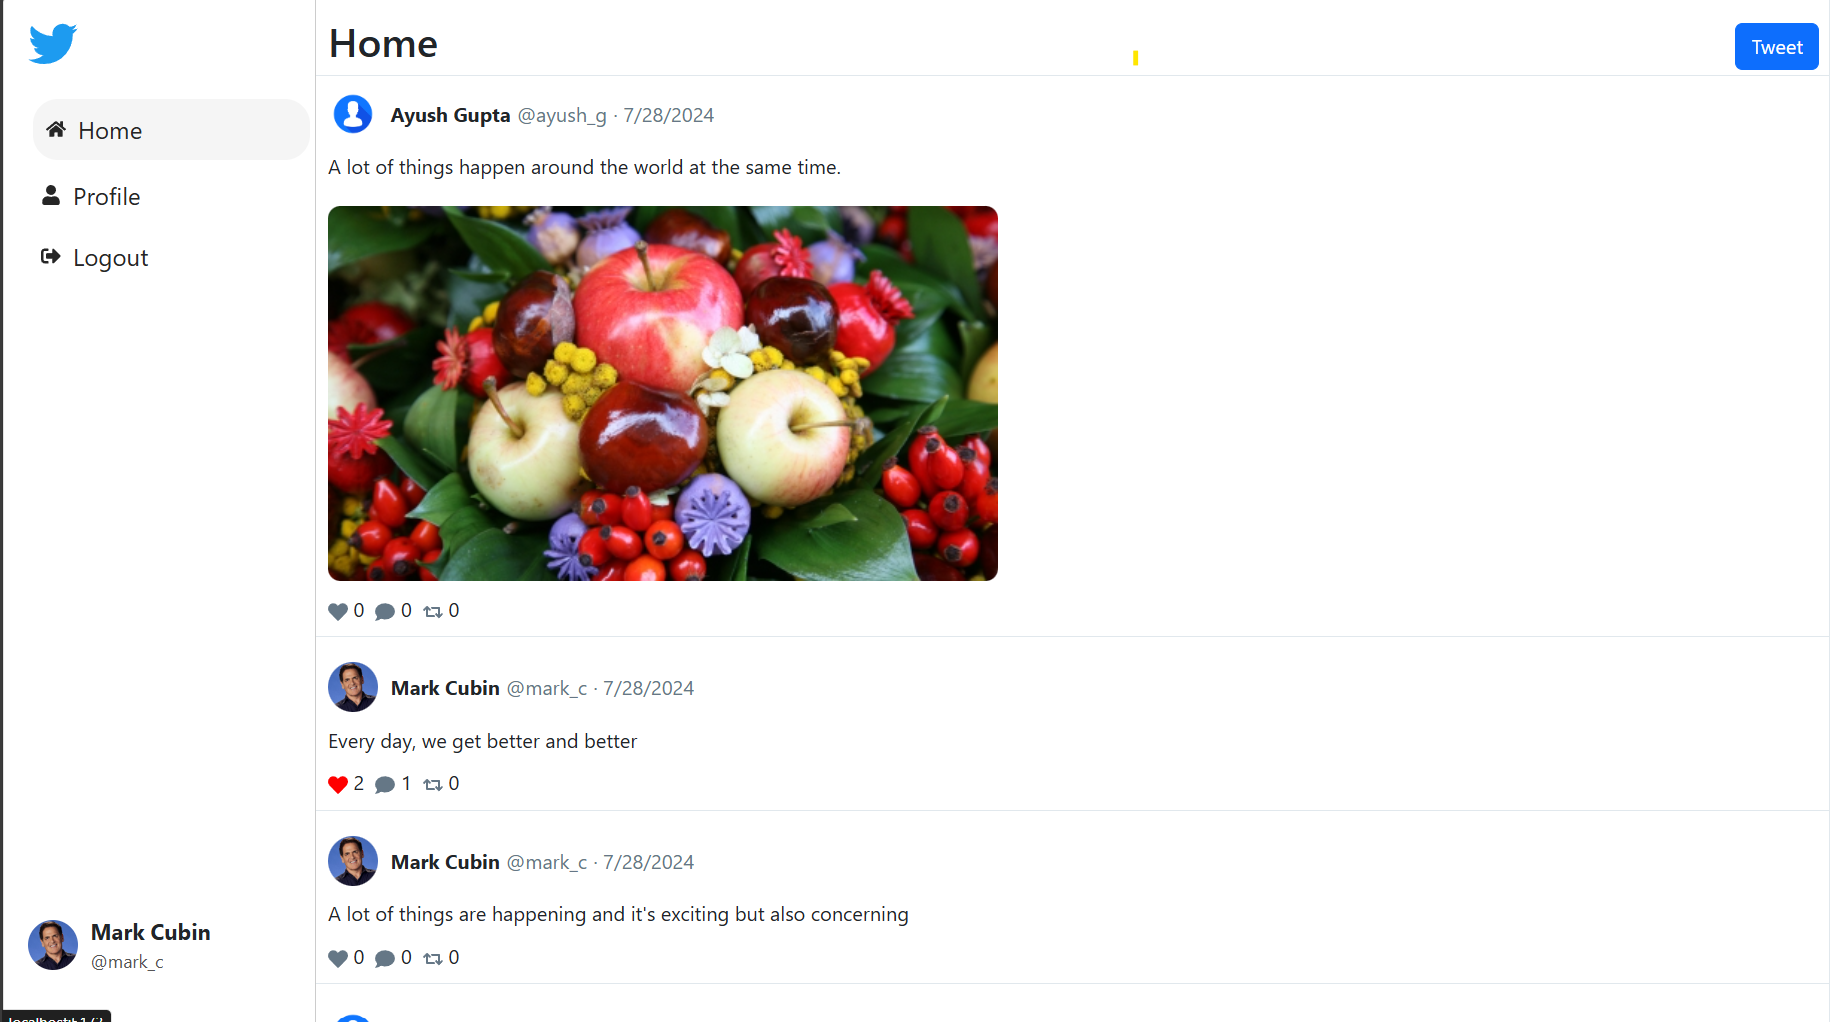 Home
Profile
Logout
Mark Cubin
@mark_c
Home
Tweet
Ayush Gupta @ayush_g · 7/28/2024
A lot of things happen around the world at the same time.
0 0 0
Mark Cubin @mark_c · 7/28/2024
Every day, we get better and better
2 1 0
Mark Cubin @mark_c · 7/28/2024
A lot of things are happening and it's exciting but also concerning
0 0 0